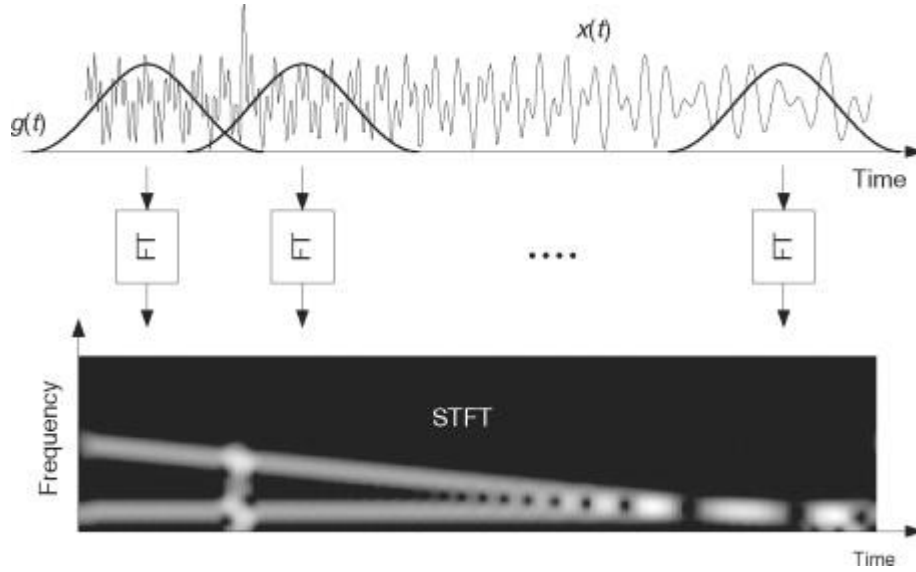 x(t)
g(t)
Time
FT
FT
FT
STFT
Frequency
Time